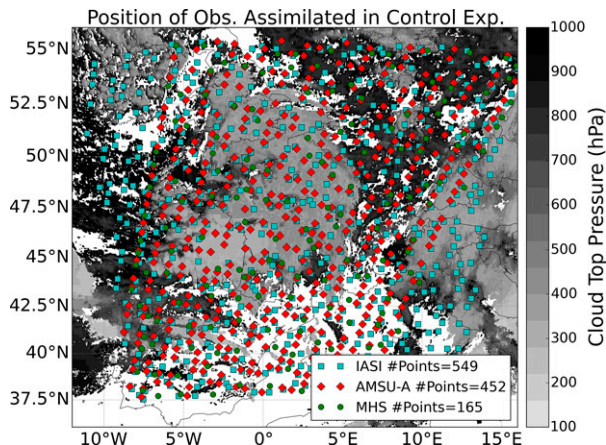 Position of Obs. Assimilated in Control Exp.
55°N
52.5°N
50°N
47.5°N
45°N
42.5°N
40°N
37.5°N
10°W
5°W
0°
5°E
10°E
15°E
IASI #Points=549
AMSU-A #Points=452
MHS #Points=165
1000
900
800
700
600
500
400
300
200
100
Cloud Top Pressure (hPa)